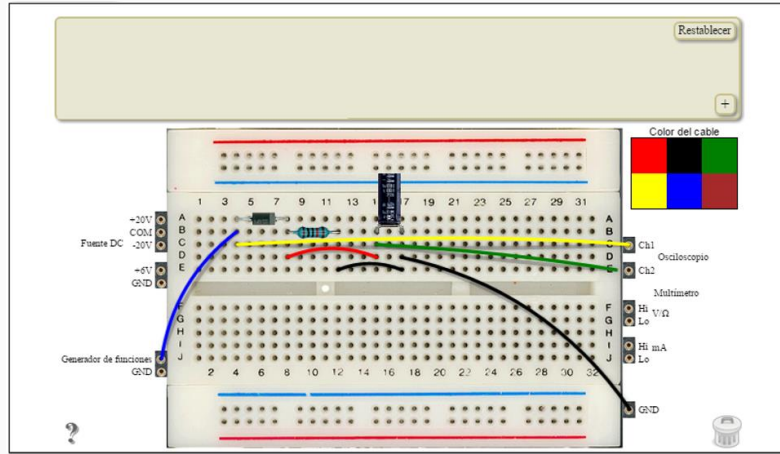 Restablecer
+
Color del cable
1 3 5 7 9 11 13 1 17 19 21 23 25 27 29 31
A A
B B
C C
D D
E E
F F
G G
H H
I I
J J
2 4 6 8 10 12 14 16 18 20 22 24 26 28 30 32
+20V
COM
Fuente DC -20V
+6V
GND
Generador de funciones
GND
Ch1
Osciloscopio
Ch2
Multímetro
Hi V/Ω
Lo
Hi mA
Lo
GND
?